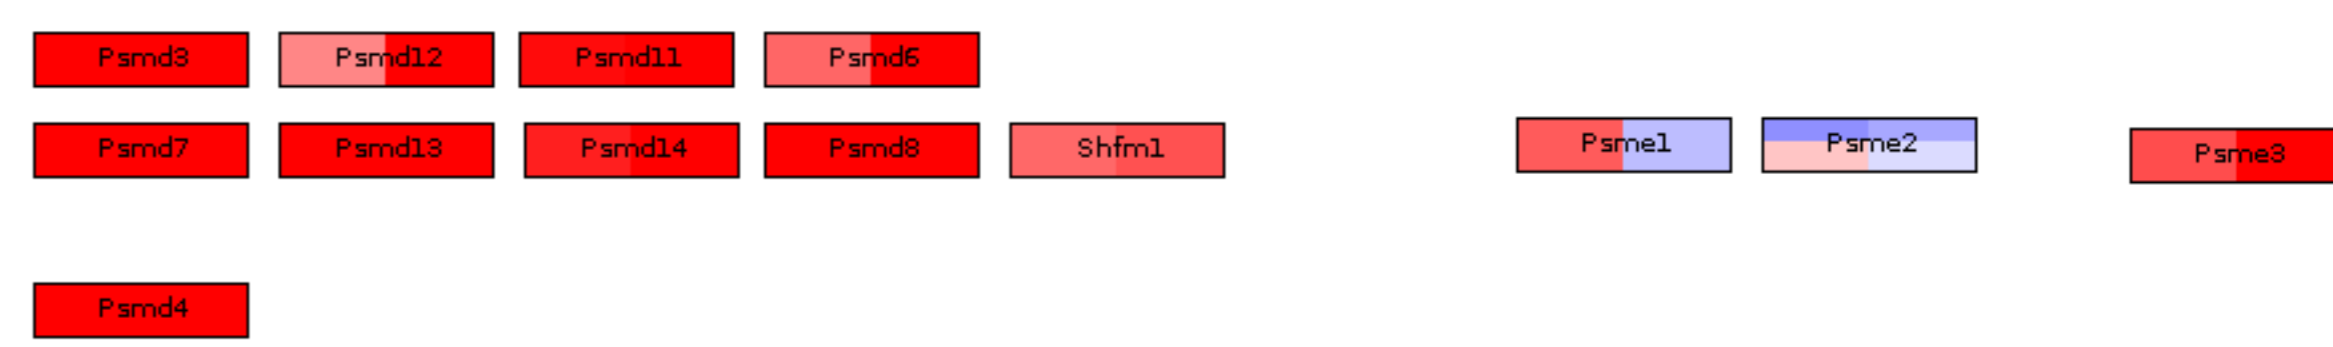 Psmd3 Psmd12 Psmd11 Psmd6
Psmd7 Psmd13 Psmd14 Psmd8 Shfm1 Psme1 Psme2 Psme3
Psmd4